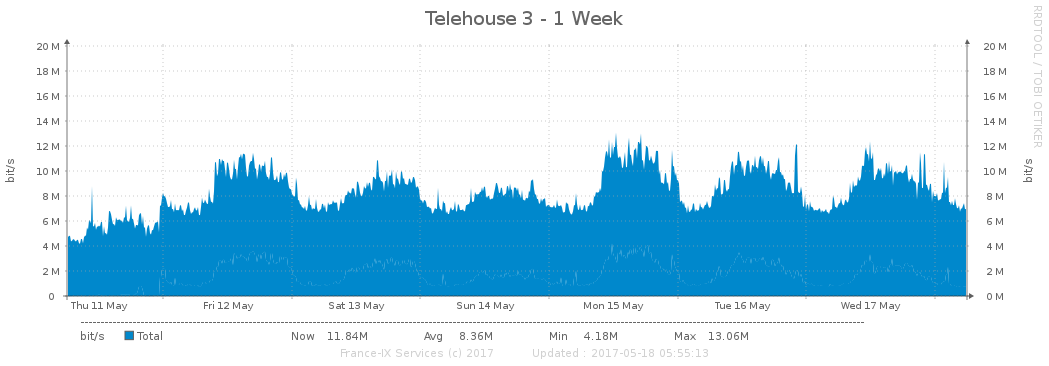 Telehouse 3 - 1 Week
RRDTOOL / TOBI OETIKER
20 M 20 M
18 M 18 M
16 M 16 M
14 M 14 M
12 M 12 M
10 M 10 M
8 M 8 M
6 M 6 M
4 M 4 M
2 M 2 M
0 0 M
bit/s bit/s
Thu 11 May Fri 12 May Sat 13 May Sun 14 May Mon 15 May Tue 16 May Wed 17 May
bit/s Total Now 11.84M Avg 8.36M Min 4.18M Max 13.06M
France-IX Services (c) 2017 Updated : 2017-05-18 05:55:13